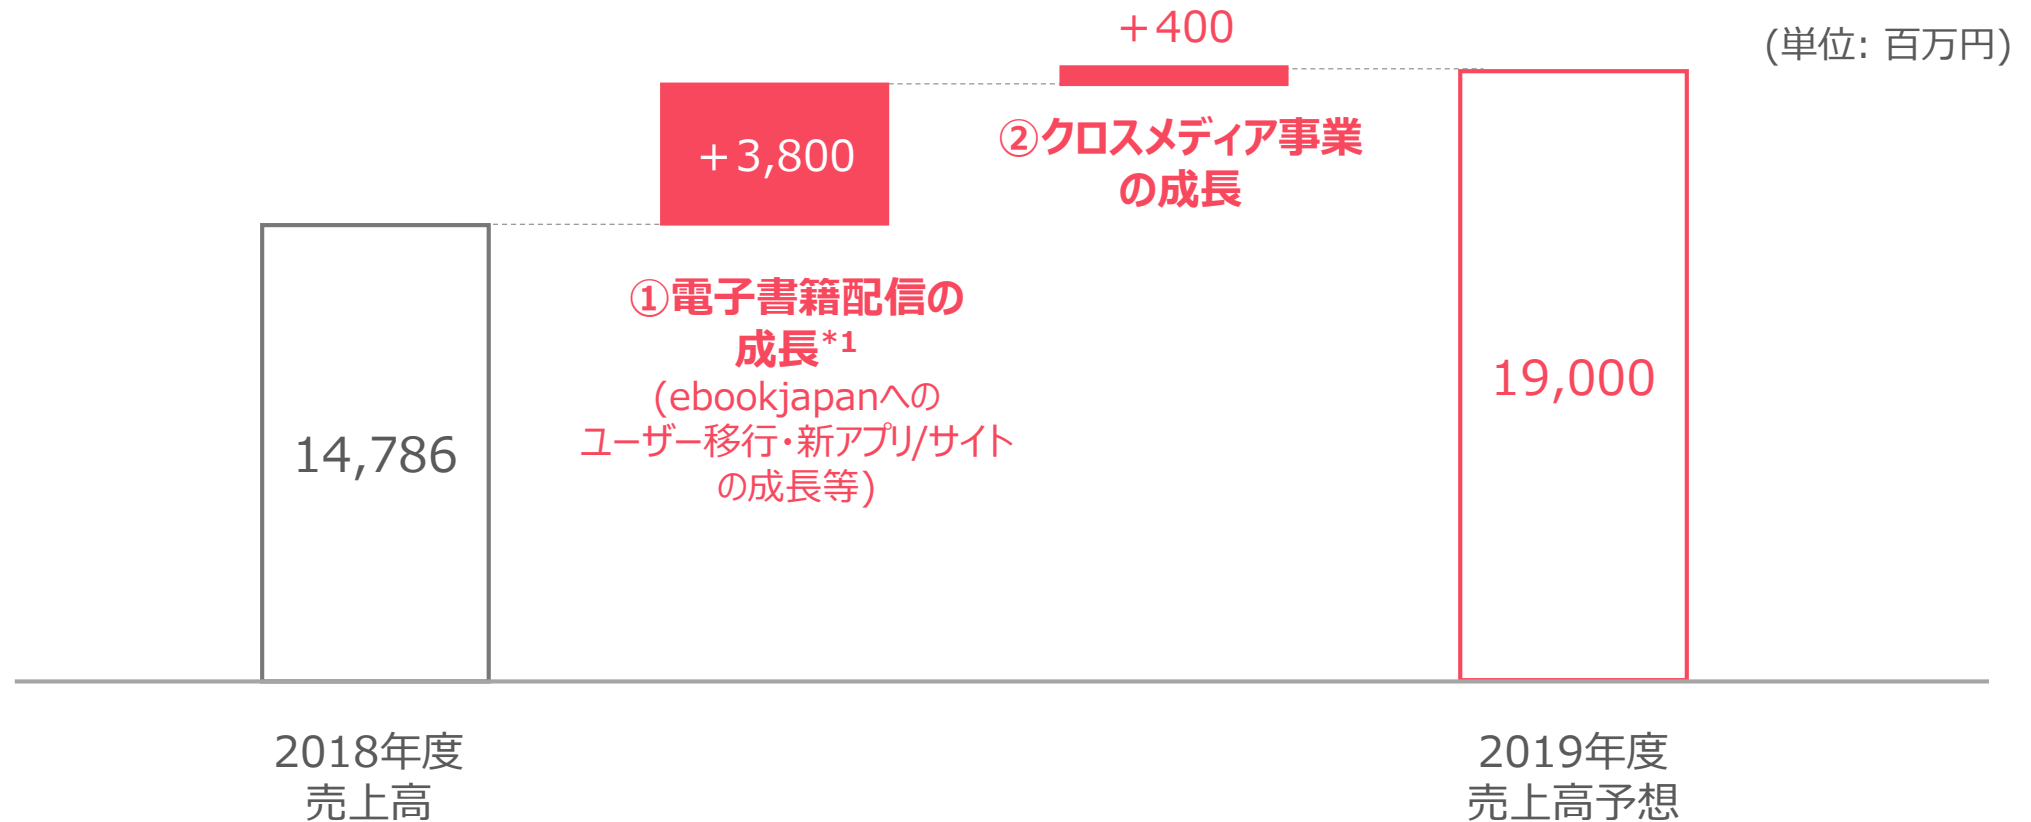 (単位: 百万円)
+400
+3,800
②クロスメディア事業
の成長
①電子書籍配信の
成長*1
(ebookjapanへの
ユーザー移行・新アプリ/サイト
の成長等)
14,786
19,000
2018年度
売上高
2019年度
売上高予想